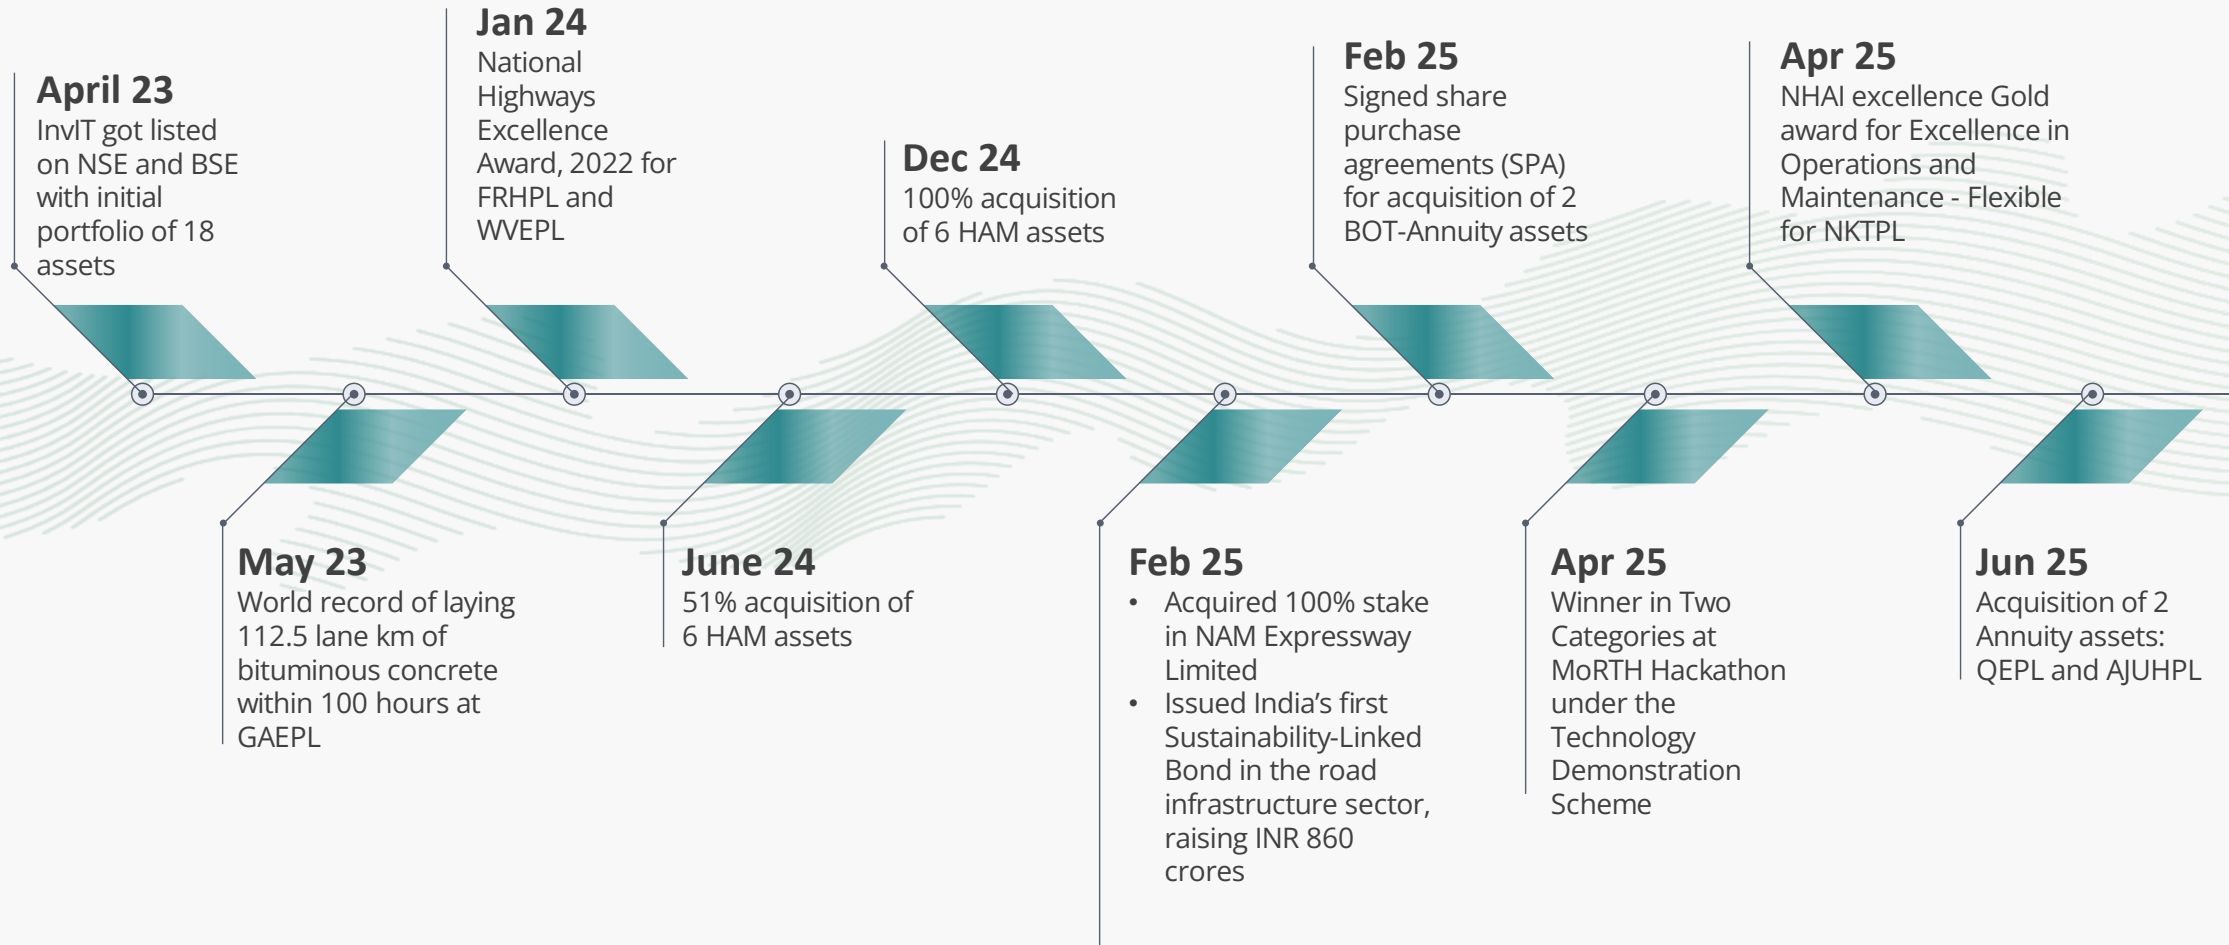 April 23
InvIT got listed
on NSE and BSE
with initial
portfolio of 18
assets
May 23
World record of laying
112.5 lane km of
bituminous concrete
within 100 hours at
GAEPL
Jan 24
National
Highways
Excellence
Award, 2022 for
FRHPL and
WVEPL
June 24
51% acquisition of
6 HAM assets
Dec 24
100% acquisition
of 6 HAM assets
Feb 25
• Acquired 100% stake
in NAM Expressway
Limited
• Issued India’s first
Sustainability-Linked
Bond in the road
infrastructure sector,
raising INR 860
crores
Feb 25
Signed share
purchase
agreements (SPA)
for acquisition of 2
BOT-Annuity assets
Apr 25
Winner in Two
Categories at
MoRTH Hackathon
under the
Technology
Demonstration
Scheme
Apr 25
NHAI excellence Gold
award for Excellence in
Operations and
Maintenance - Flexible
for NKTPL
Jun 25
Acquisition of 2
Annuity assets:
QEPL and AJUHPL